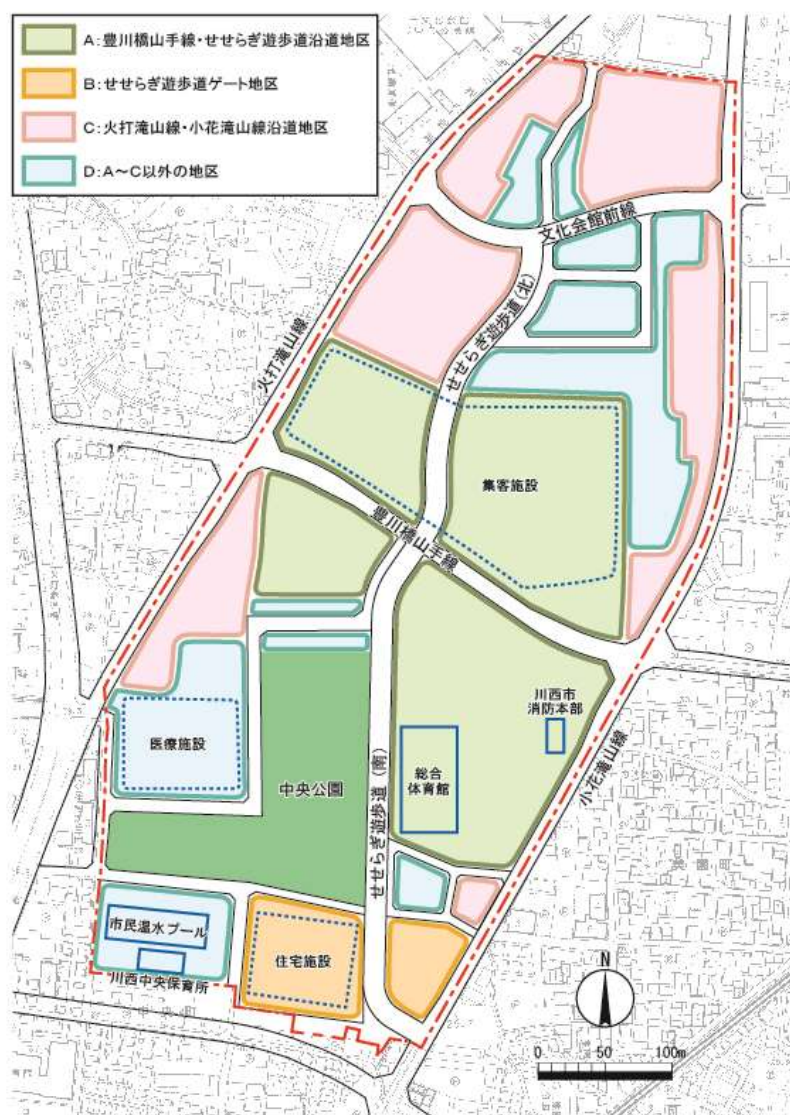 A:豊川橋山手線・せせらぎ遊歩道沿道地区
B:せせらぎ遊歩道ゲート地区
C:火打滝山線・小花滝山線沿道地区
D:A～C以外の地区
文化会館前線
せせらぎ遊歩道(北)
火打滝山線
集客施設
豊川橋山手線
川西市
消防本部
医療施設
総合
体育館
中央公園
せせらぎ遊歩道 (南)
小花滝山線
市民温水プール
住宅施設
川西中央保育所
N
0 50 100m